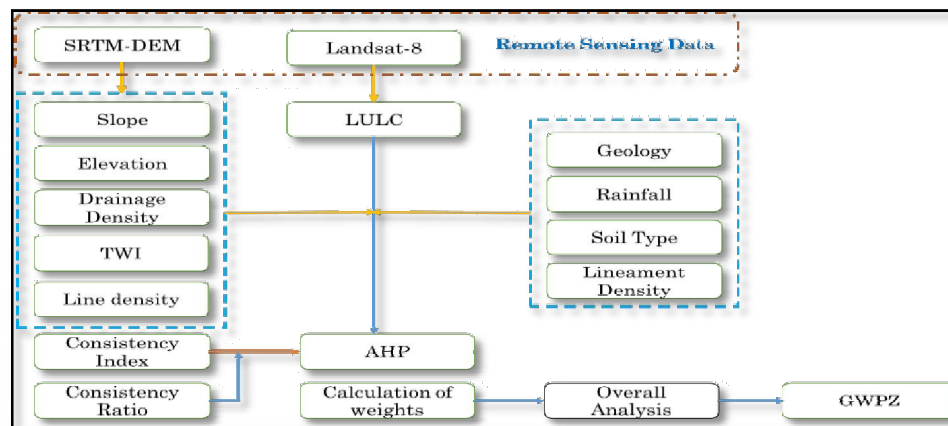 SRTM-DEM
Landsat-8
Remote Sensing Data
Slope
Elevation
Drainage
Density
TWI
Line density
LULC
Geology
Rainfall
Soil Type
Lineament
Density
Consistency
Index
AHP
Consistency
Ratio
Calculation of
weights
Overall
Analysis
GWPZ